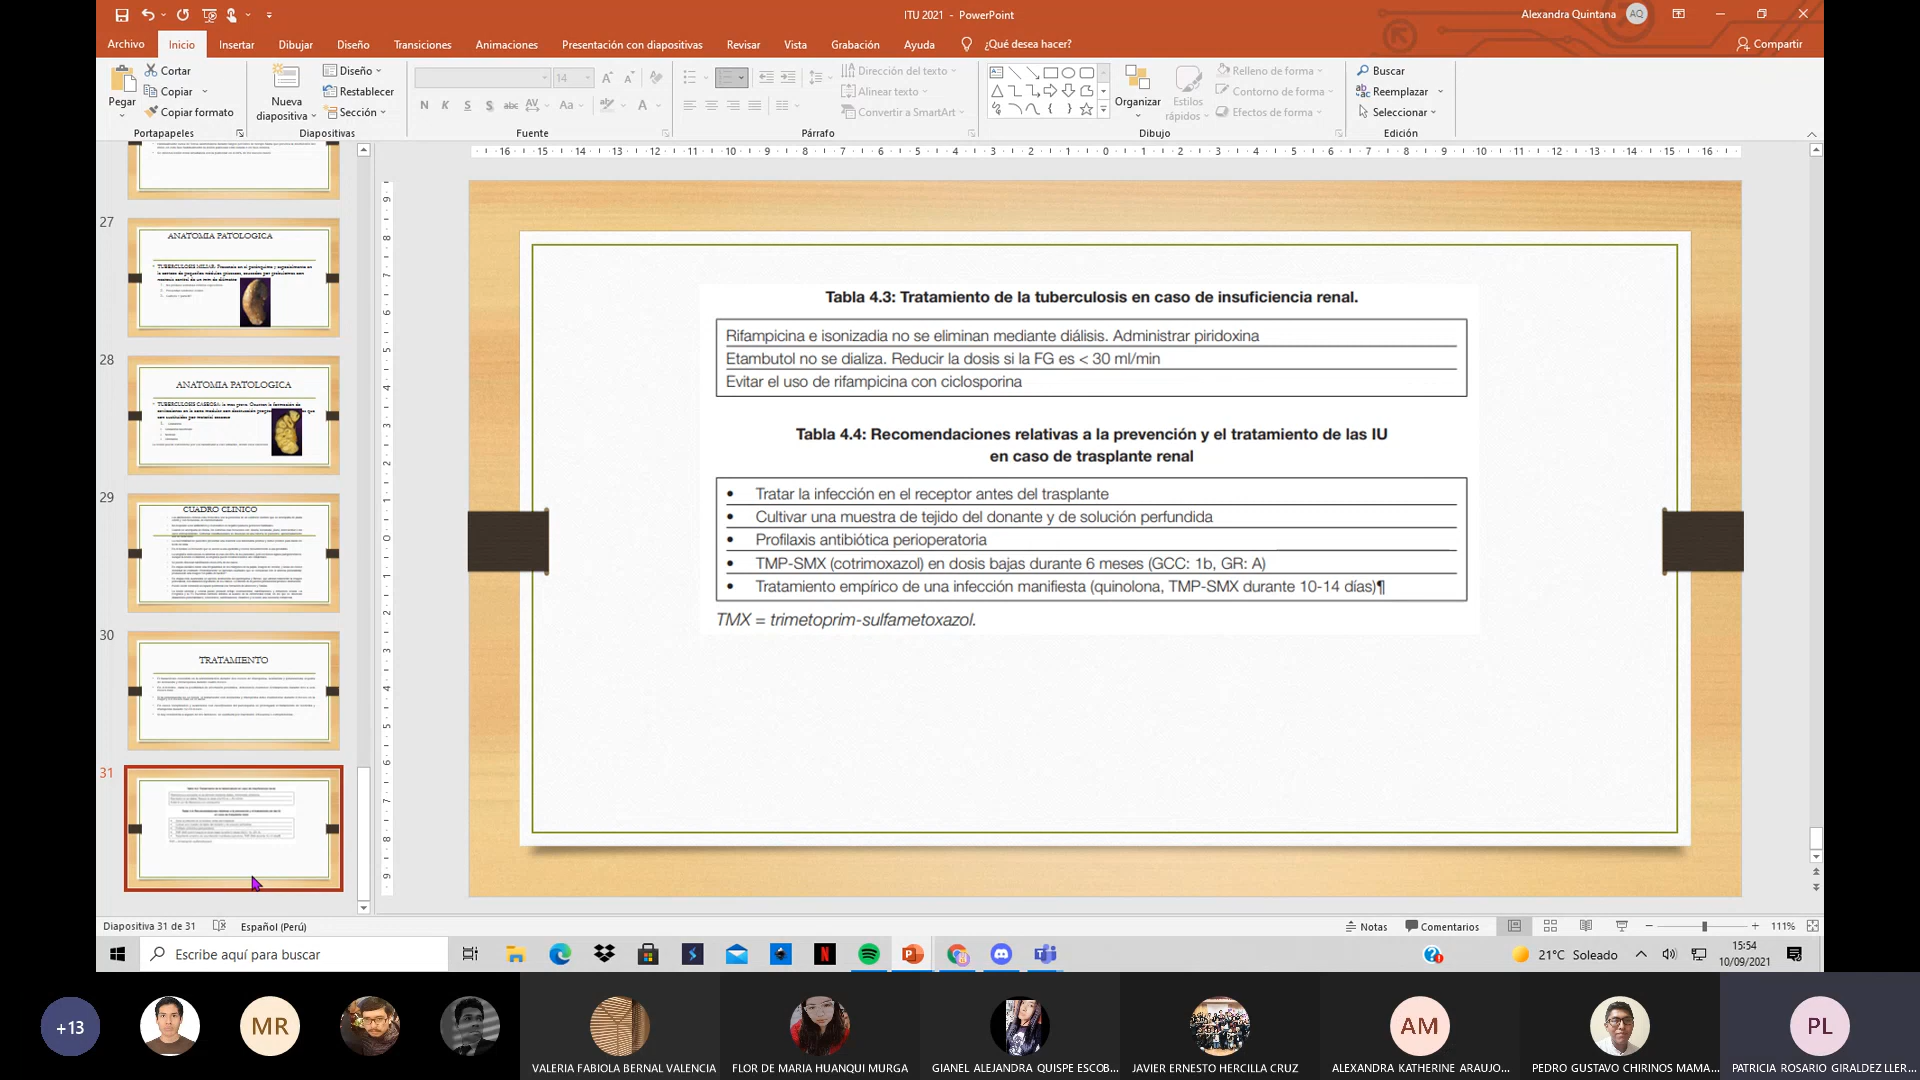 ITU 2021 - PowerPoint
Alexandra Quintana
AQ
Archivo
Inicio
Insertar
Dibujar
Diseño
Transiciones
Animaciones
Presentación con diapositivas
Revisar
Vista
Grabación
Ayuda
¿Qué desea hacer?
Compartir
Pegar
Cortar
Copiar
Copiar formato
Portapapeles
Nueva
diapositiva
Diseño
Restablecer
Sección
Diapositivas
14
N K S S abc AV Aa A
Fuente
Dirección del texto
Alinear texto
Convertir a SmartArt
Párrafo
Organizar
Estilos
rápidos
Relleno de forma
Contorno de forma
Efectos de forma
Dibujo
Buscar
Reemplazar
Seleccionar
Edición
27
ANATOMIA PATOLOGICA
28
ANATOMIA PATOLOGICA
29
CUADRO CLINICO
30
TRATAMIENTO
31
Tabla 4.3: Tratamiento de la tuberculosis en caso de insuficiencia renal.
Rifampicina e isonizadia no se eliminan mediante diálisis. Administrar piridoxina
Etambutol no se dializa. Reducir la dosis si la FG es < 30 ml/min
Evitar el uso de rifampicina con ciclosporina
Tabla 4.4: Recomendaciones relativas a la prevención y el tratamiento de las IU
en caso de trasplante renal
• Tratar la infección en el receptor antes del trasplante
• Cultivar una muestra de tejido del donante y de solución perfundida
• Profilaxis antibiótica perioperatoria
• TMP-SMX (cotrimoxazol) en dosis bajas durante 6 meses (GCC: 1b, GR: A)
• Tratamiento empírico de una infección manifiesta (quinolona, TMP-SMX durante 10-14 días)¶
TMX = trimetoprim-sulfametoxazol.
Diapositiva 31 de 31
Español (Perú)
Notas
Comentarios
111%
Escribe aquí para buscar
21°C Soleado
15:54
10/09/2021
+13
MR
AM
PL
VALERIA FABIOLA BERNAL VALENCIA
FLOR DE MARIA HUANQUI MURGA
GIANEL ALEJANDRA QUISPE ESCOB...
JAVIER ERNESTO HERCILLA CRUZ
ALEXANDRA KATHERINE ARAUJO...
PEDRO GUSTAVO CHIRINOS MAMA...
PATRICIA ROSARIO GIRALDEZ LLER...